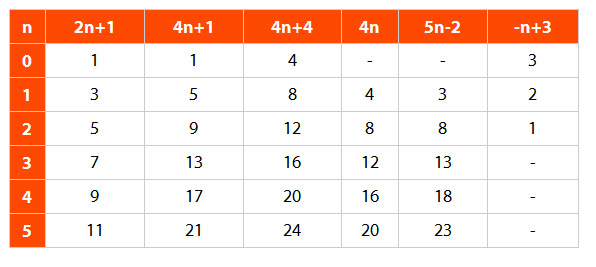 n 2n+1 4n+1 4n+4 4n 5n-2 -n+3
0 1 1 4 - - 3
1 3 5 8 4 3 2
2 5 9 12 8 8 1
3 7 13 16 12 13 -
4 9 17 20 16 18 -
5 11 21 24 20 23 -